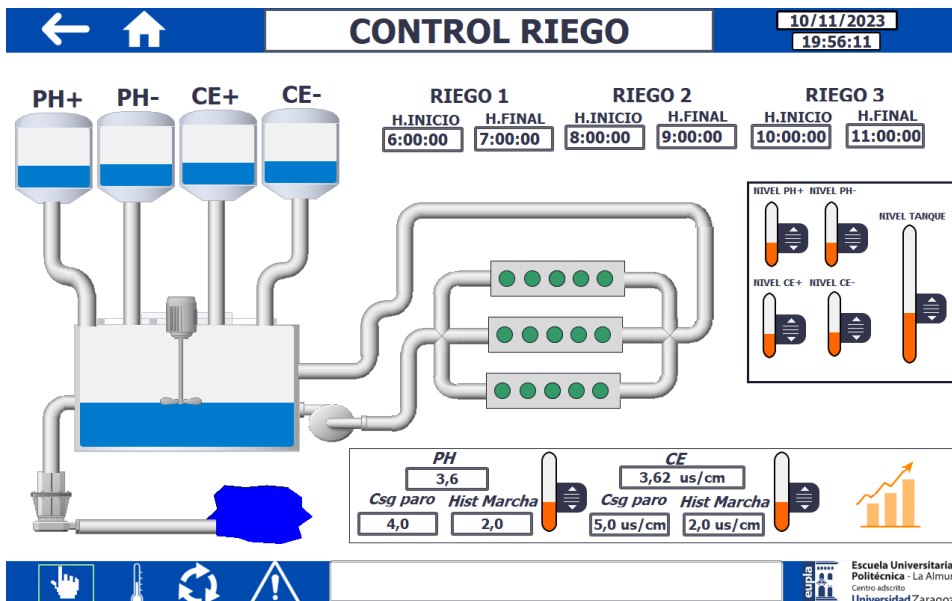 CONTROL RIEGO
10/11/2023
19:56:11
PH+ PH- CE+ CE-
RIEGO 1 RIEGO 2 RIEGO 3
H.INICIO H.FINAL H.INICIO H.FINAL H.INICIO H.FINAL
6:00:00 7:00:00 8:00:00 9:00:00 10:00:00 11:00:00
NIVEL PH+ NIVEL PH-
NIVEL TANQUE
NIVEL CE+ NIVEL CE-
PH CE
3,6 3,62 us/cm
Csg paro Hist Marcha Csg paro Hist Marcha
4,0 2,0 5,0 us/cm 2,0 us/cm
eupla
Escuela Universitaria
Politécnica - La Almu
Centro adscrito
Universidad Zaragoz